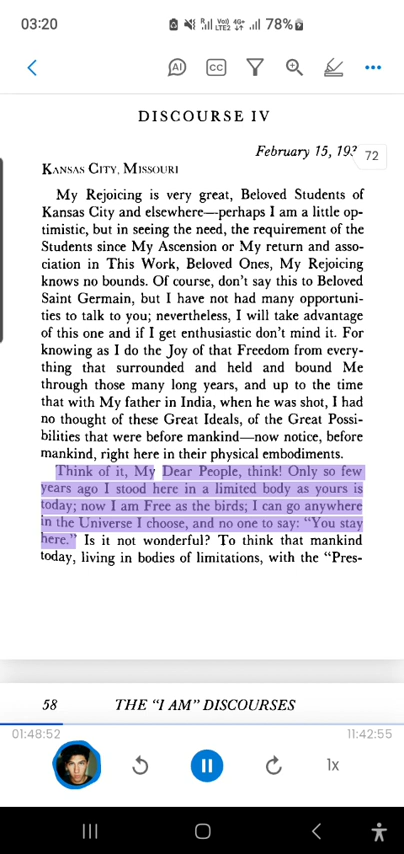 03:20
78%
AI
CC
DISCOURSE IV
February 15, 193
72
KANSAS CITY, MISSOURI
My Rejoicing is very great, Beloved Students of
Kansas City and elsewhere—perhaps I am a little op-
timistic, but in seeing the need, the requirement of the
Students since My Ascension or My return and asso-
ciation in This Work, Beloved Ones, My Rejoicing
knows no bounds. Of course, don't say this to Beloved
Saint Germain, but I have not had many opportuni-
ties to talk to you; nevertheless, I will take advantage
of this one and if I get enthusiastic don't mind it. For
knowing as I do the Joy of that Freedom from every-
thing that surrounded and held and bound Me
through those many long years, and up to the time
that with My father in India, when he was shot, I had
no thought of these Great Ideals, of the Great Possi-
bilities that were before mankind—now notice, before
mankind, right here in their physical embodiments.
Think of it, My Dear People, think! Only so few
years ago I stood here in a limited body as yours is
today; now I am Free as the birds; I can go anywhere
in the Universe I choose, and no one to say: "You stay
here." Is it not wonderful? To think that mankind
today, living in bodies of limitations, with the "Pres-
58 THE "I AM" DISCOURSES
01:48:52
11:42:55
1x